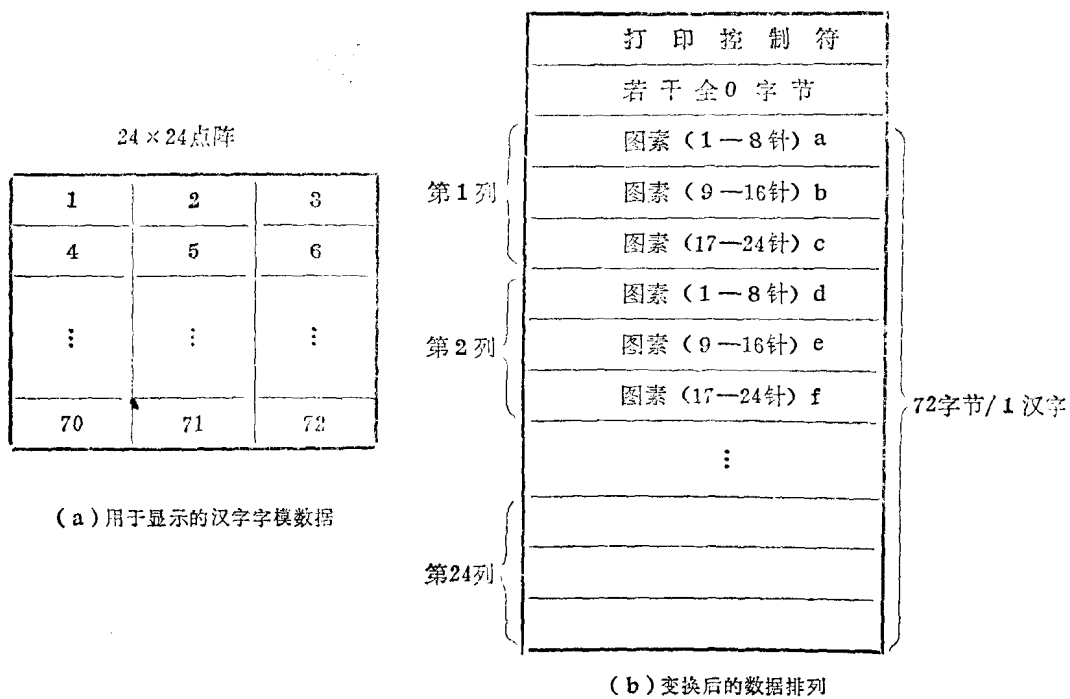 24×24点阵
1 2 3
4 5 6
⋮ ⋮ ⋮
70 71 72
(a)用于显示的汉字字模数据
打印控制符
若干全0字节
第1列
图素(1—8针)a
图素(9—16针)b
图素(17—24针)c
第2列
图素(1—8针)d
图素(9—16针)e
图素(17—24针)f
⋮
第24列
72字节/1汉字
(b)变换后的数据排列